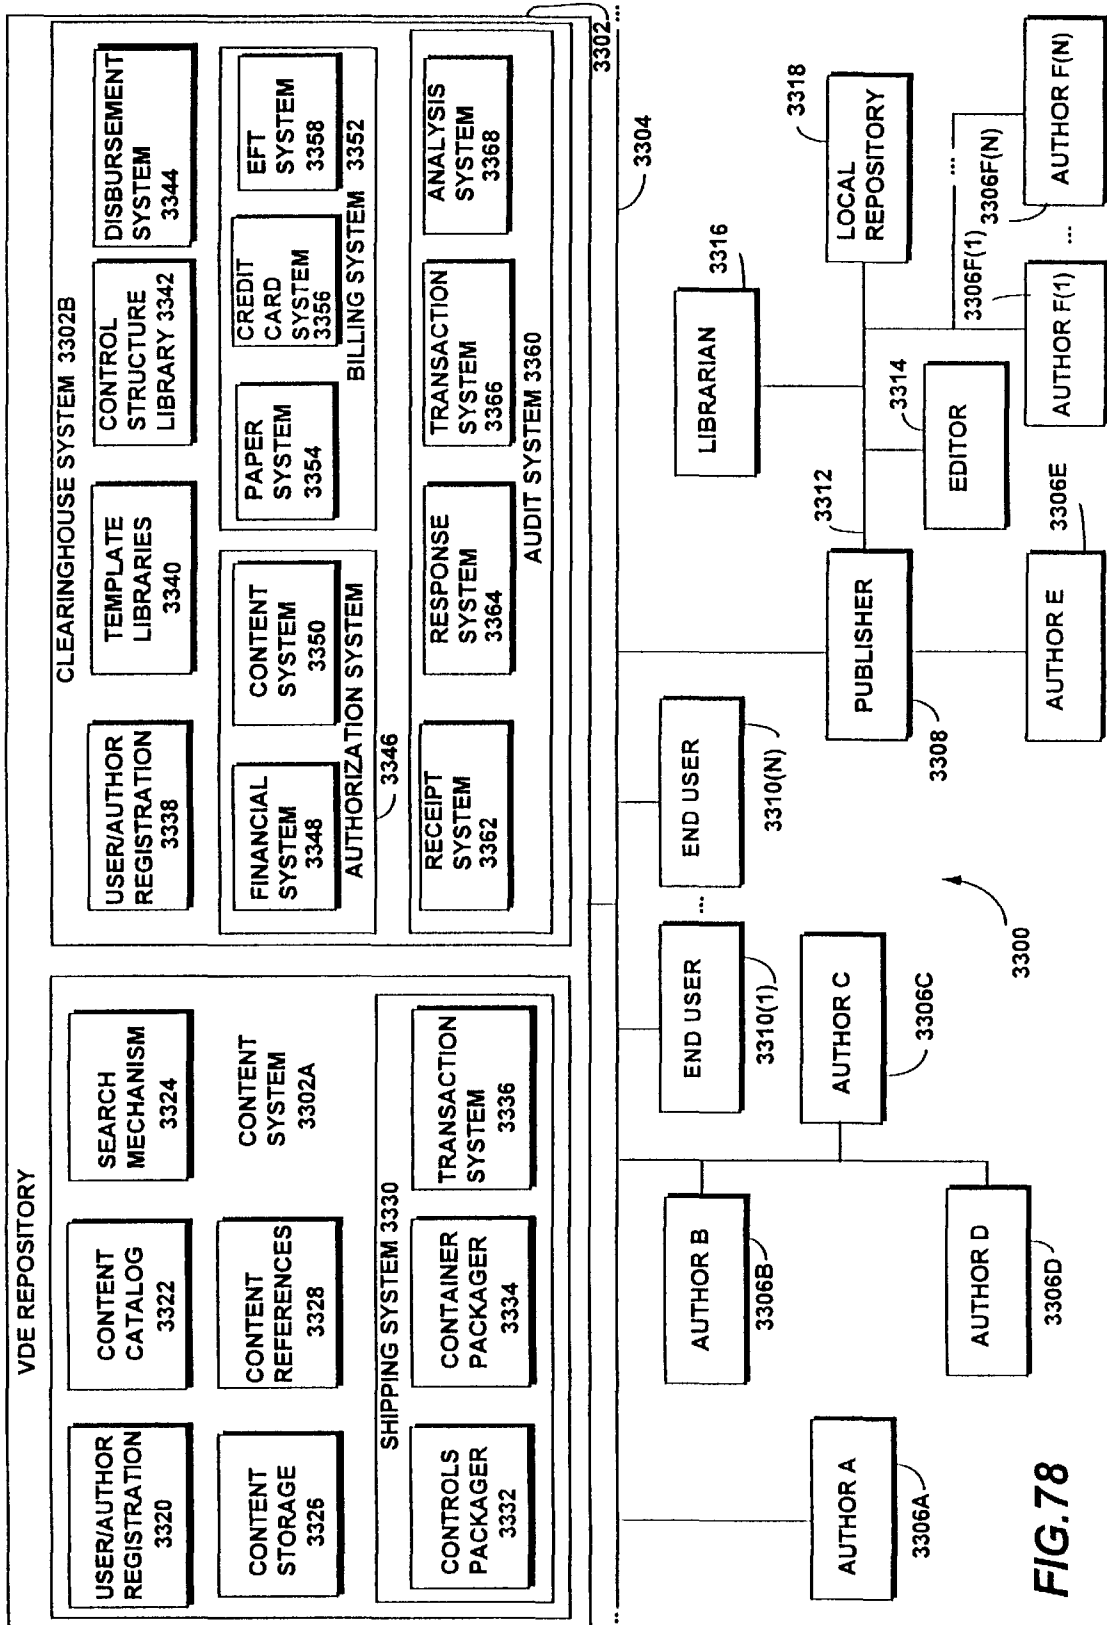 VDE REPOSITORY
USER/AUTHOR
REGISTRATION
3320
CONTENT
CATALOG
3322
SEARCH
MECHANISM
3324
CONTENT
STORAGE
3326
CONTENT
REFERENCES
3328
CONTENT
SYSTEM
3302A
SHIPPING SYSTEM 3330
CONTROLS
PACKAGER
3332
CONTAINER
PACKAGER
3334
TRANSACTION
SYSTEM
3336
CLEARINGHOUSE SYSTEM 3302B
USER/AUTHOR
REGISTRATION
3338
TEMPLATE
LIBRARIES
3340
CONTROL
STRUCTURE
LIBRARY 3342
DISBURSEMENT
SYSTEM
3344
FINANCIAL
SYSTEM
3348
CONTENT
SYSTEM
3350
AUTHORIZATION SYSTEM
3346
PAPER
SYSTEM
3354
CREDIT
CARD
SYSTEM
3356
EFT
SYSTEM
3358
BILLING SYSTEM 3352
RECEIPT
SYSTEM
3362
RESPONSE
SYSTEM
3364
TRANSACTION
SYSTEM
3366
ANALYSIS
SYSTEM
3368
AUDIT SYSTEM 3360
3302
...
...
3304
AUTHOR A
3306A
AUTHOR B
3306B
AUTHOR C
3306C
AUTHOR D
3306D
END USER
3310(1)
...
END USER
3310(N)
3300
PUBLISHER
3308
3312
AUTHOR E
3306E
EDITOR
3314
LIBRARIAN
3316
LOCAL
REPOSITORY
3318
AUTHOR F(1)
3306F(1)
...
...
AUTHOR F(N)
3306F(N)
FIG.78